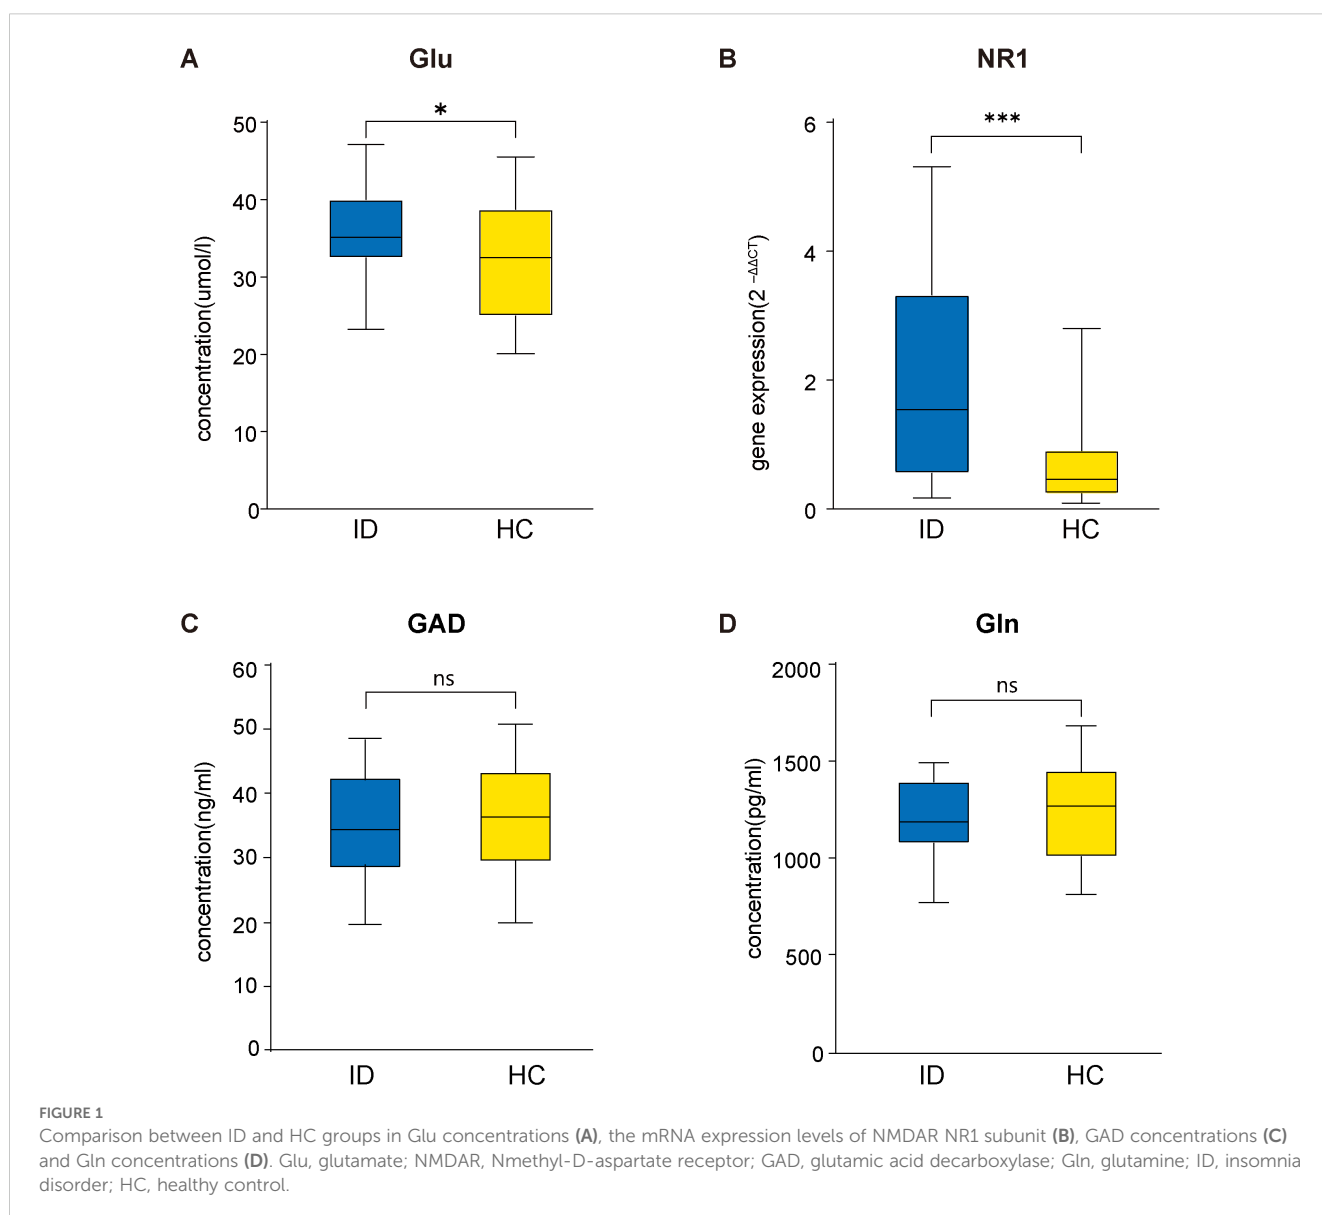 A
Glu
*
50
40
30
20
10
0
concentration(umol/l)
ID
HC
B
NR1
***
6
4
2
0
gene expression(2 −ΔΔCT)
ID
HC
C
GAD
ns
60
50
40
30
20
10
0
concentration(ng/ml)
ID
HC
D
Gln
ns
2000
1500
1000
500
0
concentration(pg/ml)
ID
HC
FIGURE 1
Comparison between ID and HC groups in Glu concentrations (A), the mRNA expression levels of NMDAR NR1 subunit (B), GAD concentrations (C)
and Gln concentrations (D). Glu, glutamate; NMDAR, Nmethyl-D-aspartate receptor; GAD, glutamic acid decarboxylase; Gln, glutamine; ID, insomnia
disorder; HC, healthy control.